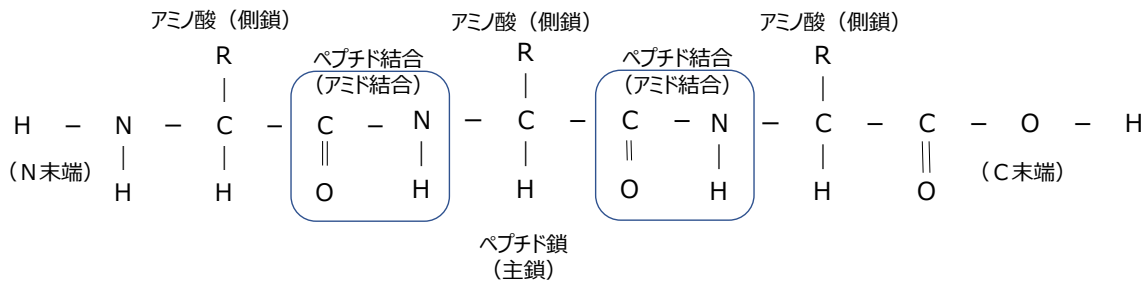 アミノ酸（側鎖） アミノ酸（側鎖） アミノ酸（側鎖）
R ペプチド結合 R ペプチド結合 R
| （アミド結合） | （アミド結合） |
H － N － C － C － N － C － C － N － C － C － O － H
（N末端） | | || | | || | | || （C末端）
H H O H H O H H O
ペプチド鎖
（主鎖）